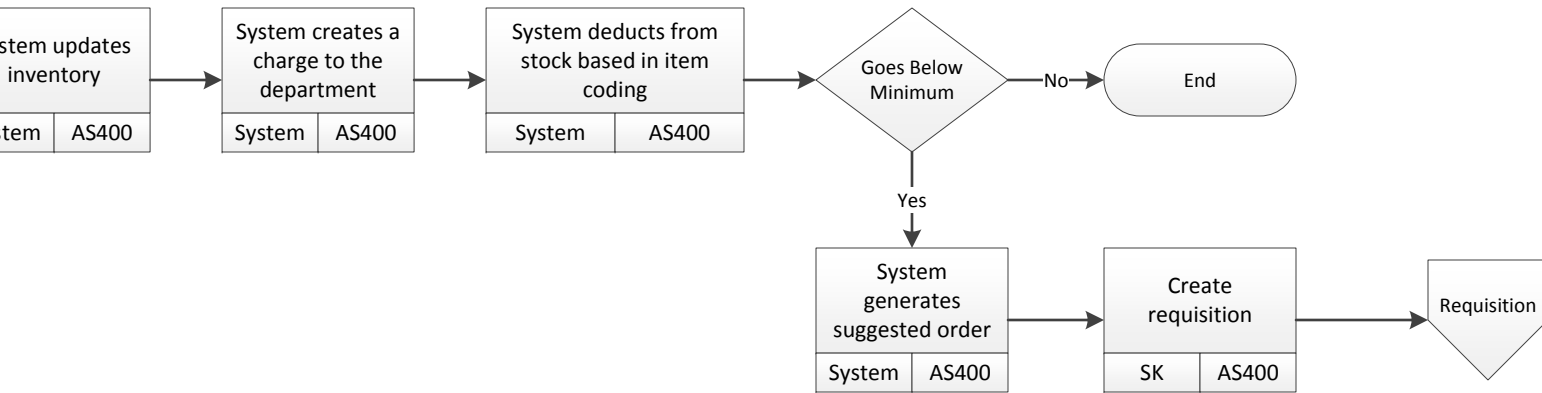 stem updates
inventory
stem AS400
System creates a
charge to the
department
System AS400
System deducts from
stock based in item
coding
System AS400
Goes Below
Minimum
No
End
Yes
System
generates
suggested order
System AS400
Create
requisition
SK AS400
Requisition